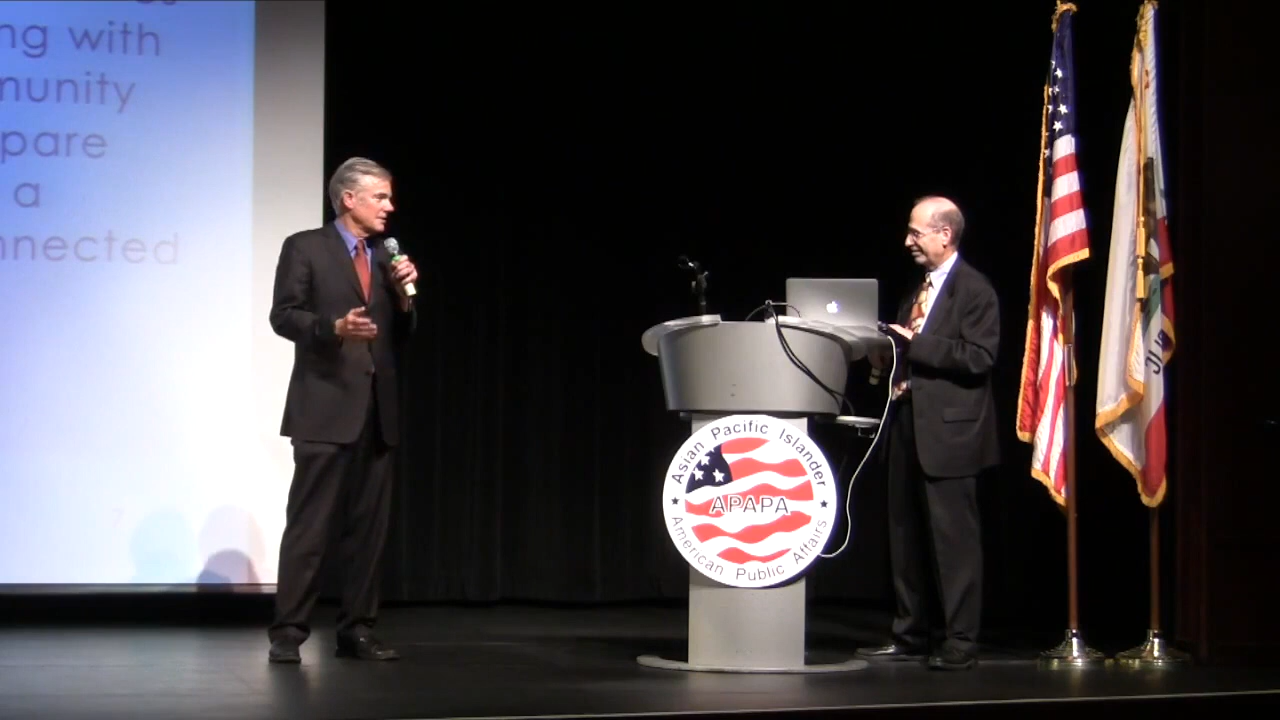 ng with
munity
pare
a
nnected
Asian Pacific Islander
APAPA
American Public Affairs